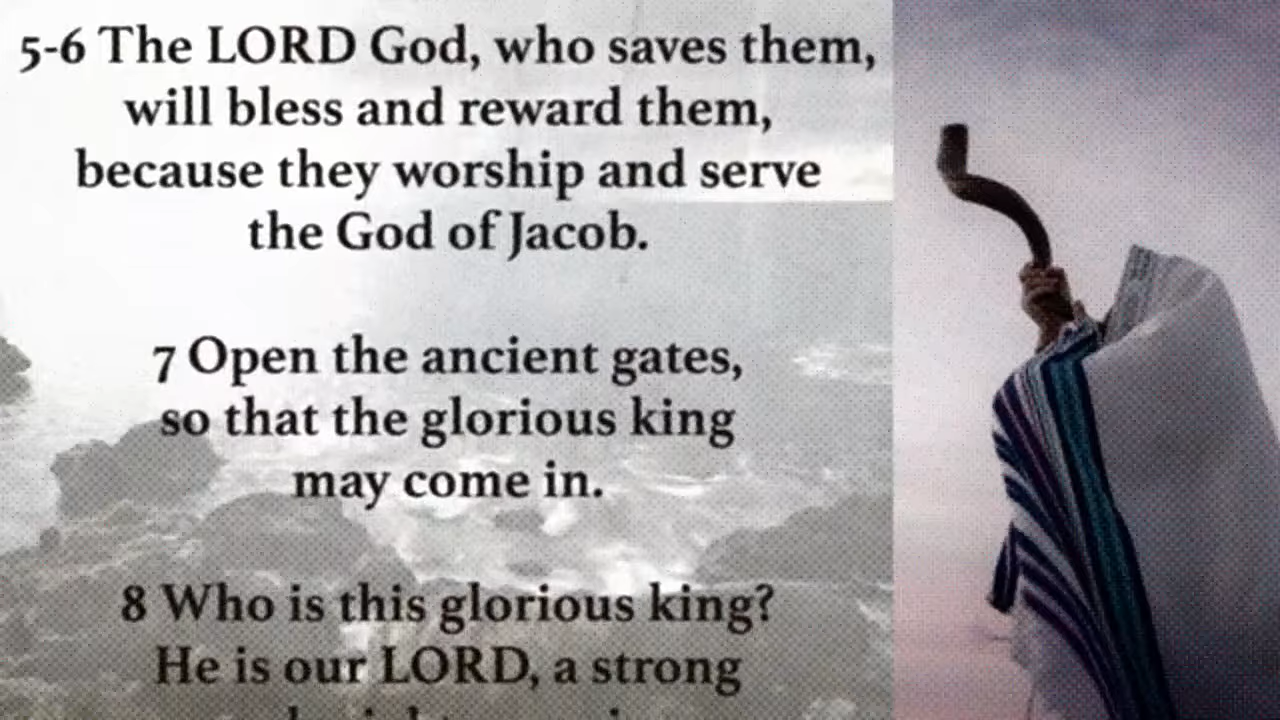 5-6 The LORD God, who saves them,
will bless and reward them,
because they worship and serve
the God of Jacob.
7 Open the ancient gates,
so that the glorious king
may come in.
8 Who is this glorious king?
He is our LORD, a strong